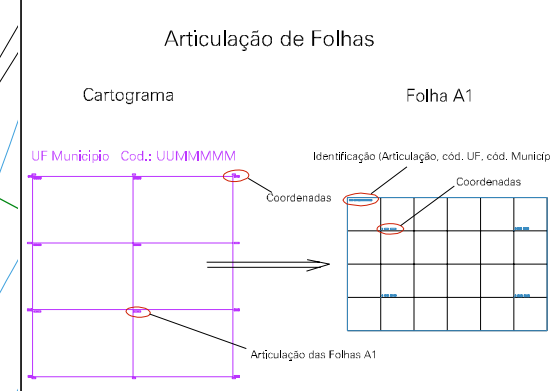 Articulação de Folhas
Cartograma
Folha A1
UF Municipio Cod.: UUMMMMM
Identificação (Articulação, cód. UF, cód. Municíp
Coordenadas
Coordenadas
Articulação das Folhas A1